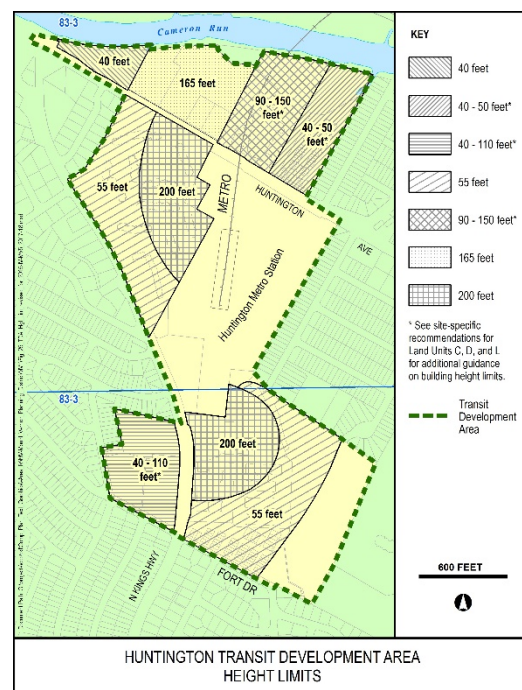 83-3
Cameron Run
40 feet
165 feet
90 - 150
feet*
40 - 50
feet*
55 feet
200 feet
METRO
HUNTINGTON
AVE
Huntington Metro Station
83-3
200 feet
40 - 110
feet*
55 feet
N KINGS HWY
FORT DR
KEY
40 feet
40 - 50 feet*
40 - 110 feet*
55 feet
90 - 150 feet*
165 feet
200 feet
* See site-specific
recommendations for
Land Units C, D, and I.
for additional guidance
on building height limits.
Transit
Development
Area
600 FEET
HUNTINGTON TRANSIT DEVELOPMENT AREA
HEIGHT LIMITS